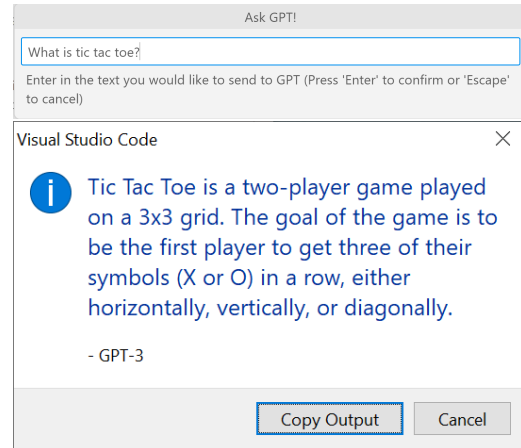 Ask GPT!
What is tic tac toe?
Enter in the text you would like to send to GPT (Press 'Enter' to confirm or 'Escape'
to cancel)
Visual Studio Code
Tic Tac Toe is a two-player game played
on a 3x3 grid. The goal of the game is to
be the first player to get three of their
symbols (X or O) in a row, either
horizontally, vertically, or diagonally.
- GPT-3
Copy Output
Cancel